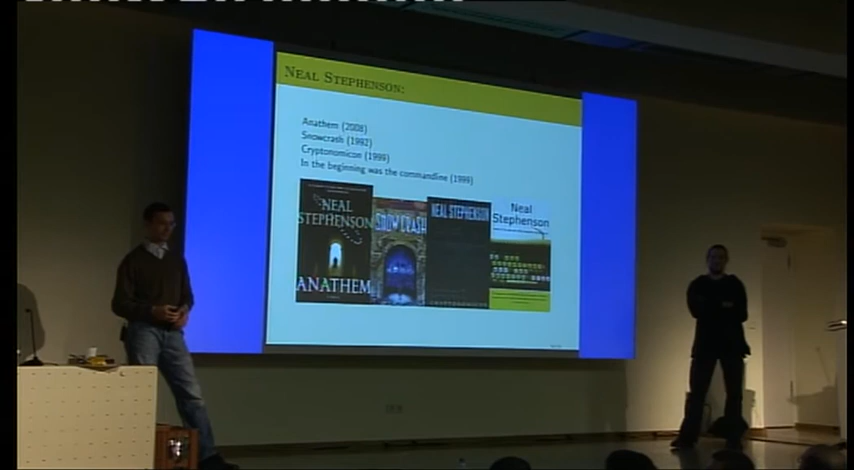 NEAL STEPHENSON:
Anathem (2008)
Snowcrash (1992)
Cryptonomicon (1999)
In the beginning was the commandline (1999)
NEAL
STEPHENSON
ANATHEM
SNOW CRASH
NEAL STEPHENSON
Neal
Stephenson